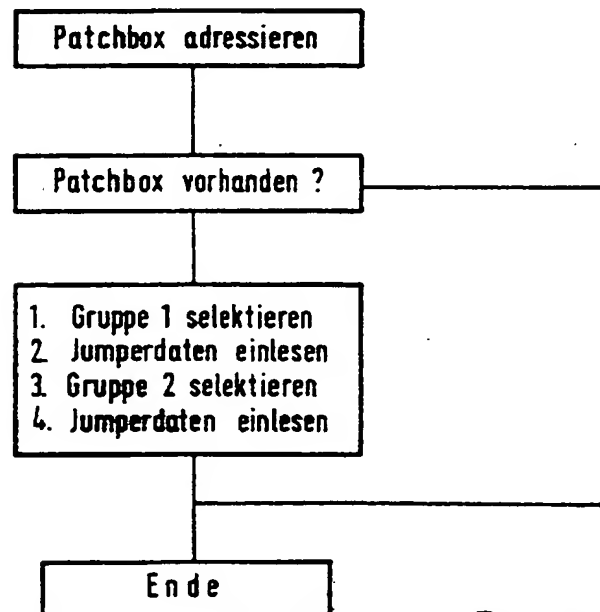 Patchbox adressieren
Patchbox vorhanden ?
1. Gruppe 1 selektieren
2. Jumperdaten einlesen
3. Gruppe 2 selektieren
4. Jumperdaten einlesen
Ende